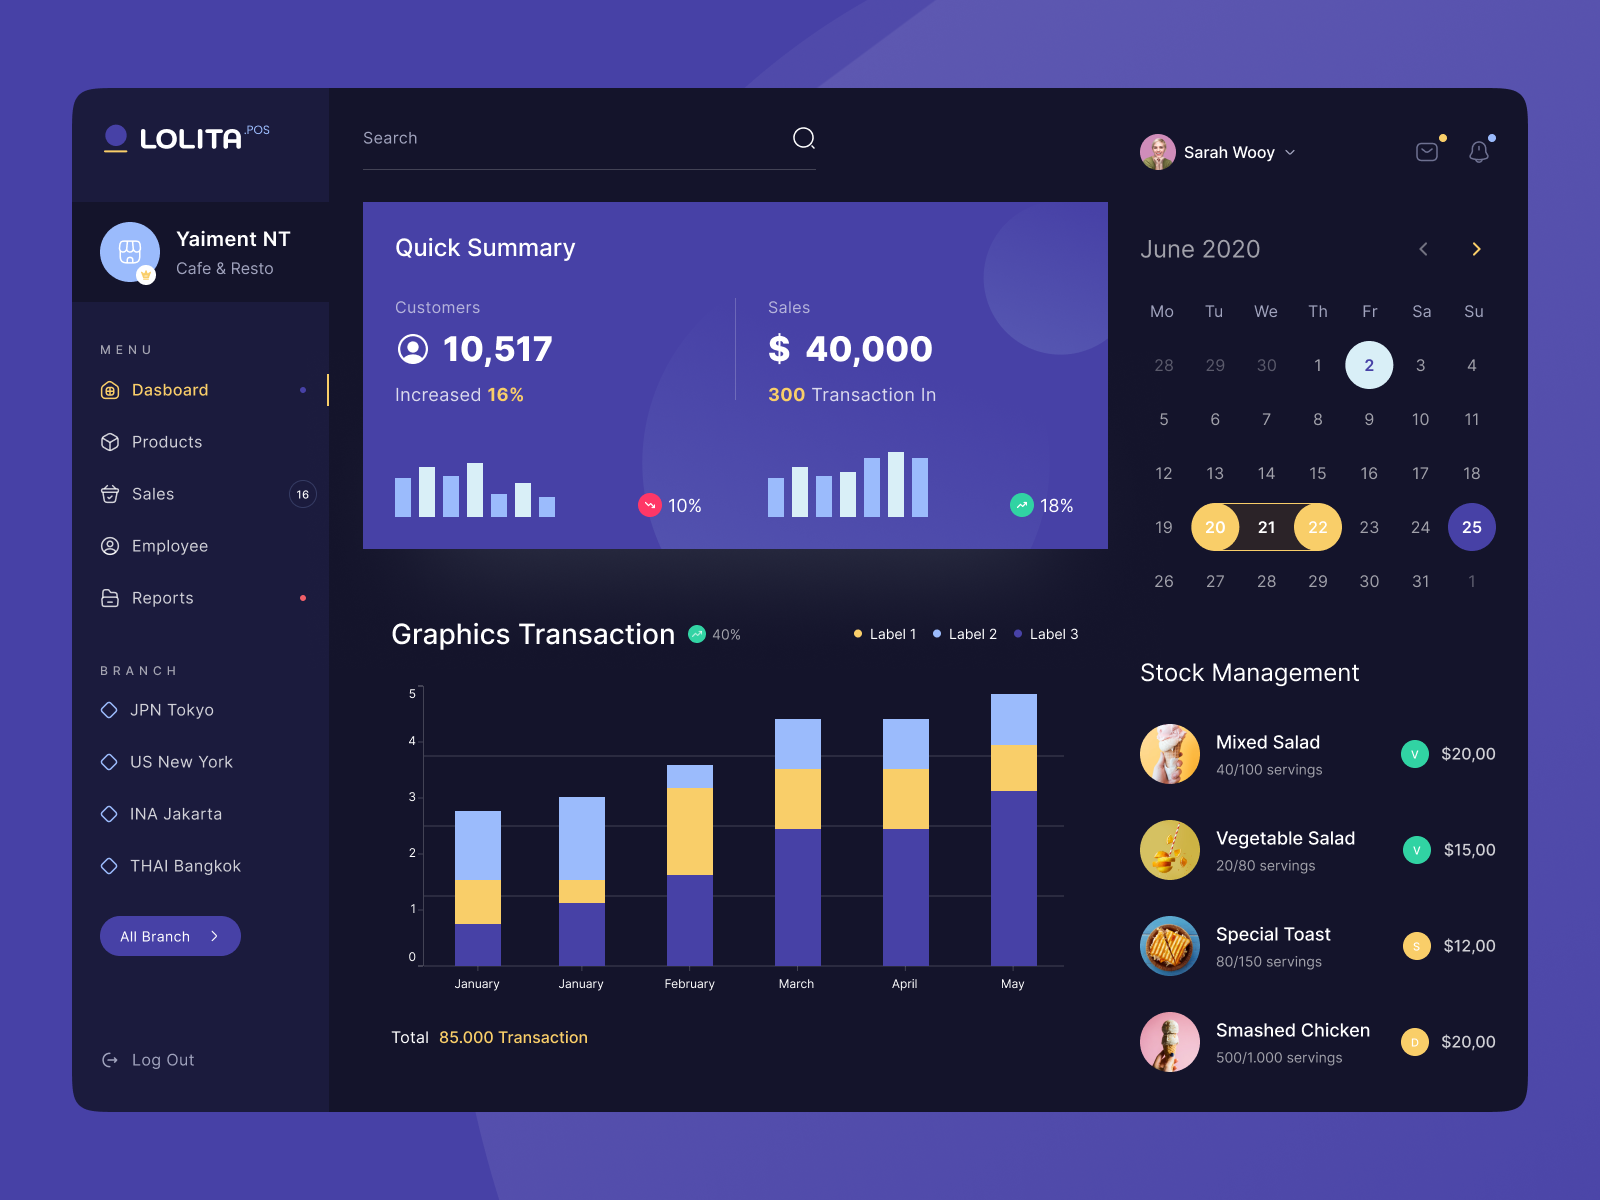 LOLITA .POS
Yaiment NT
Cafe & Resto
MENU
Dasboard
Products
Sales 16
Employee
Reports
BRANCH
JPN Tokyo
US New York
INA Jakarta
THAI Bangkok
All Branch
Log Out
Search
Quick Summary
Customers
10,517
Increased 16%
10%
Sales
$ 40,000
300 Transaction In
18%
Graphics Transaction 40%
Label 1 Label 2 Label 3
5
4
3
2
1
0
January January February March April May
Total 85.000 Transaction
Sarah Wooy
June 2020
Mo Tu We Th Fr Sa Su
28 29 30 1 2 3 4
5 6 7 8 9 10 11
12 13 14 15 16 17 18
19 20 21 22 23 24 25
26 27 28 29 30 31 1
Stock Management
Mixed Salad
40/100 servings
V $20,00
Vegetable Salad
20/80 servings
V $15,00
Special Toast
80/150 servings
S $12,00
Smashed Chicken
500/1.000 servings
D $20,00